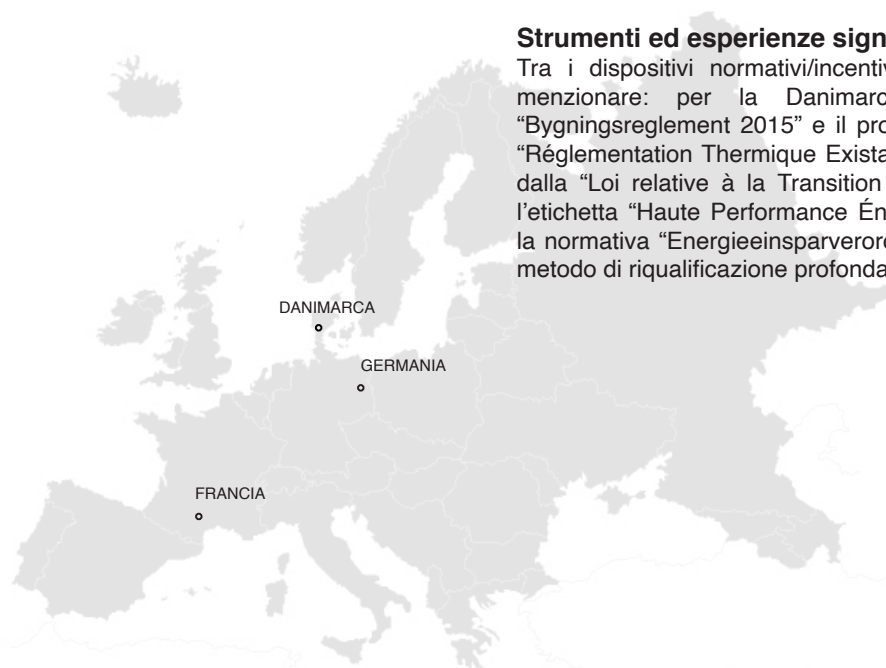 Strumenti ed esperienze sign
Tra i dispositivi normativi/incentiv
menzionare: per la Danimarc
“Bygningsreglement 2015” e il pro
“Réglementation Thermique Exista
dalla “Loi relative à la Transition
l’etichetta “Haute Performance Én
la normativa “Energieeinsparveror
metodo di riqualificazione profonda
DANIMARCA
GERMANIA
FRANCIA